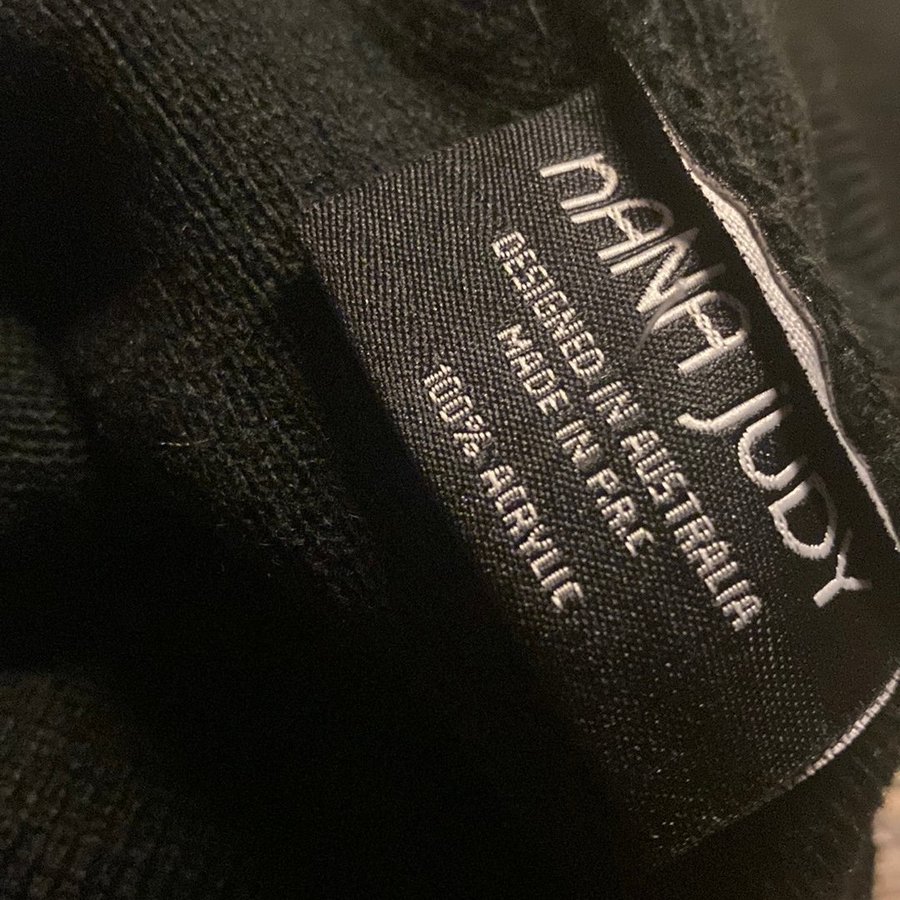 nANA jUDY
DESIGNED IN AUSTRALIA
MADE IN P.R.C
100% ACRYLIC